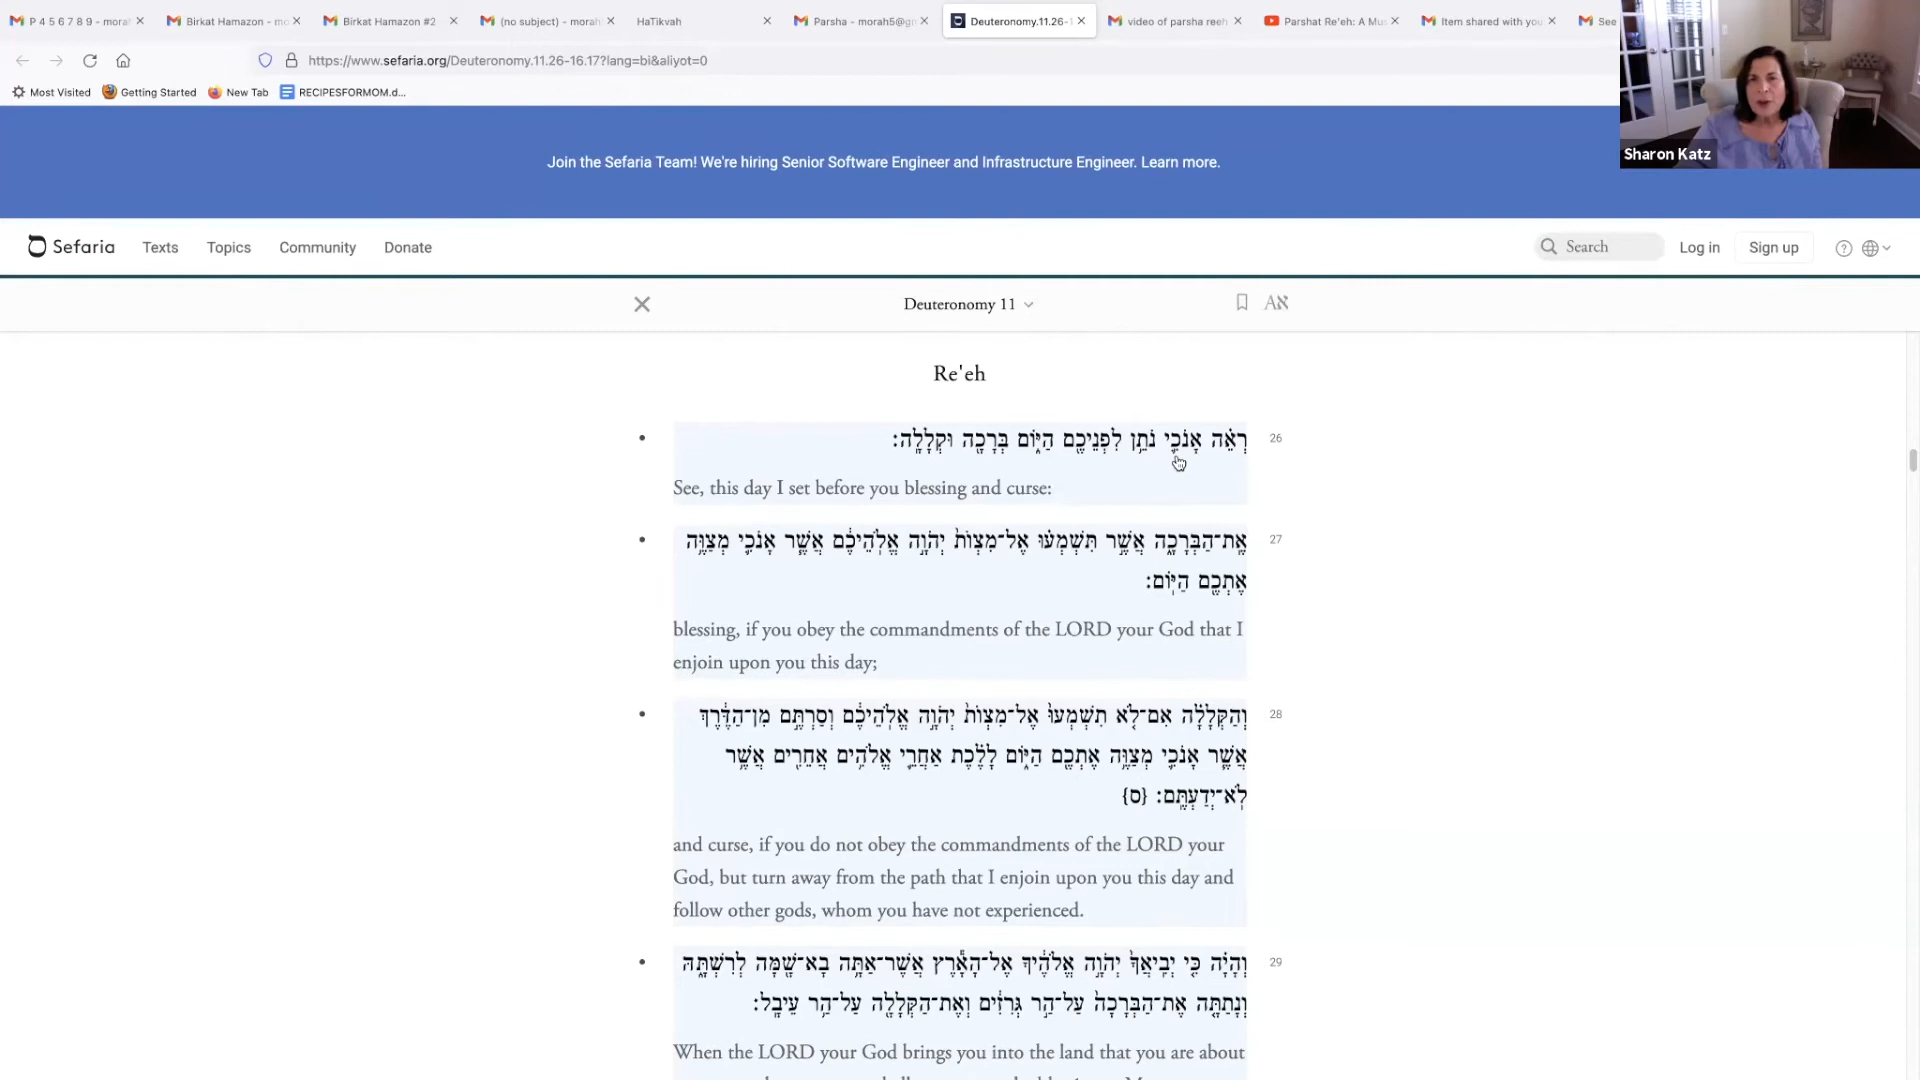 P 4 5 6 7 8 9 - mora
Birkat Hamazon - mo
Birkat Hamazon #2
(no subject) - morah
HaTikvah
Parsha - morah5@gm
Deuteronomy.11.26-1
video of parsha reeh
Parshat Re'eh: A Mus
Item shared with you
See
https://www.sefaria.org/Deuteronomy.11.26-16.17?lang=bi&aliyot=0
Most Visited
Getting Started
New Tab
RECIPESFORMOM.d...
Sharon Katz
Join the Sefaria Team! We're hiring Senior Software Engineer and Infrastructure Engineer. Learn more.
Sefaria
Texts
Topics
Community
Donate
Search
Log in
Sign up
Deuteronomy 11
Aא
Re'eh
26
רְאֵ֗ה אָנֹכִ֛י נֹתֵ֥ן לִפְנֵיכֶ֖ם הַיּ֑וֹם בְּרָכָ֖ה וּקְלָלָֽה׃
See, this day I set before you blessing and curse:
27
אֶֽת־הַבְּרָכָ֑ה אֲשֶׁ֣ר תִּשְׁמְע֗וּ אֶל־מִצְוֺת֙ יְהֹוָ֣ה אֱלֹֽהֵיכֶ֔ם אֲשֶׁ֧ר אָנֹכִ֛י מְצַוֶּ֥ה
אֶתְכֶ֖ם הַיּֽוֹם׃
blessing, if you obey the commandments of the LORD your God that I
enjoin upon you this day;
28
וְהַקְּלָלָ֗ה אִם־לֹ֤א תִשְׁמְעוּ֙ אֶל־מִצְוֺת֙ יְהֹוָ֣ה אֱלֹֽהֵיכֶ֔ם וְסַרְתֶּ֣ם מִן־הַדֶּ֔רֶךְ
אֲשֶׁ֧ר אָנֹכִ֛י מְצַוֶּ֥ה אֶתְכֶ֖ם הַיּ֑וֹם לָלֶ֗כֶת אַחֲרֵ֛י אֱלֹהִ֥ים אֲחֵרִ֖ים אֲשֶׁ֥ר
לֹֽא־יְדַעְתֶּֽם׃ {ס}
and curse, if you do not obey the commandments of the LORD your
God, but turn away from the path that I enjoin upon you this day and
follow other gods, whom you have not experienced.
29
וְהָיָ֗ה כִּ֤י יְבִֽיאֲךָ֙ יְהֹוָ֣ה אֱלֹהֶ֔יךָ אֶל־הָאָ֕רֶץ אֲשֶׁר־אַתָּ֥ה בָא־שָׁ֖מָּה לְרִשְׁתָּ֑הּ
וְנָתַתָּ֤ה אֶת־הַבְּרָכָה֙ עַל־הַ֣ר גְּרִזִ֔ים וְאֶת־הַקְּלָלָ֖ה עַל־הַ֥ר עֵיבָֽל׃
When the LORD your God brings you into the land that you are about